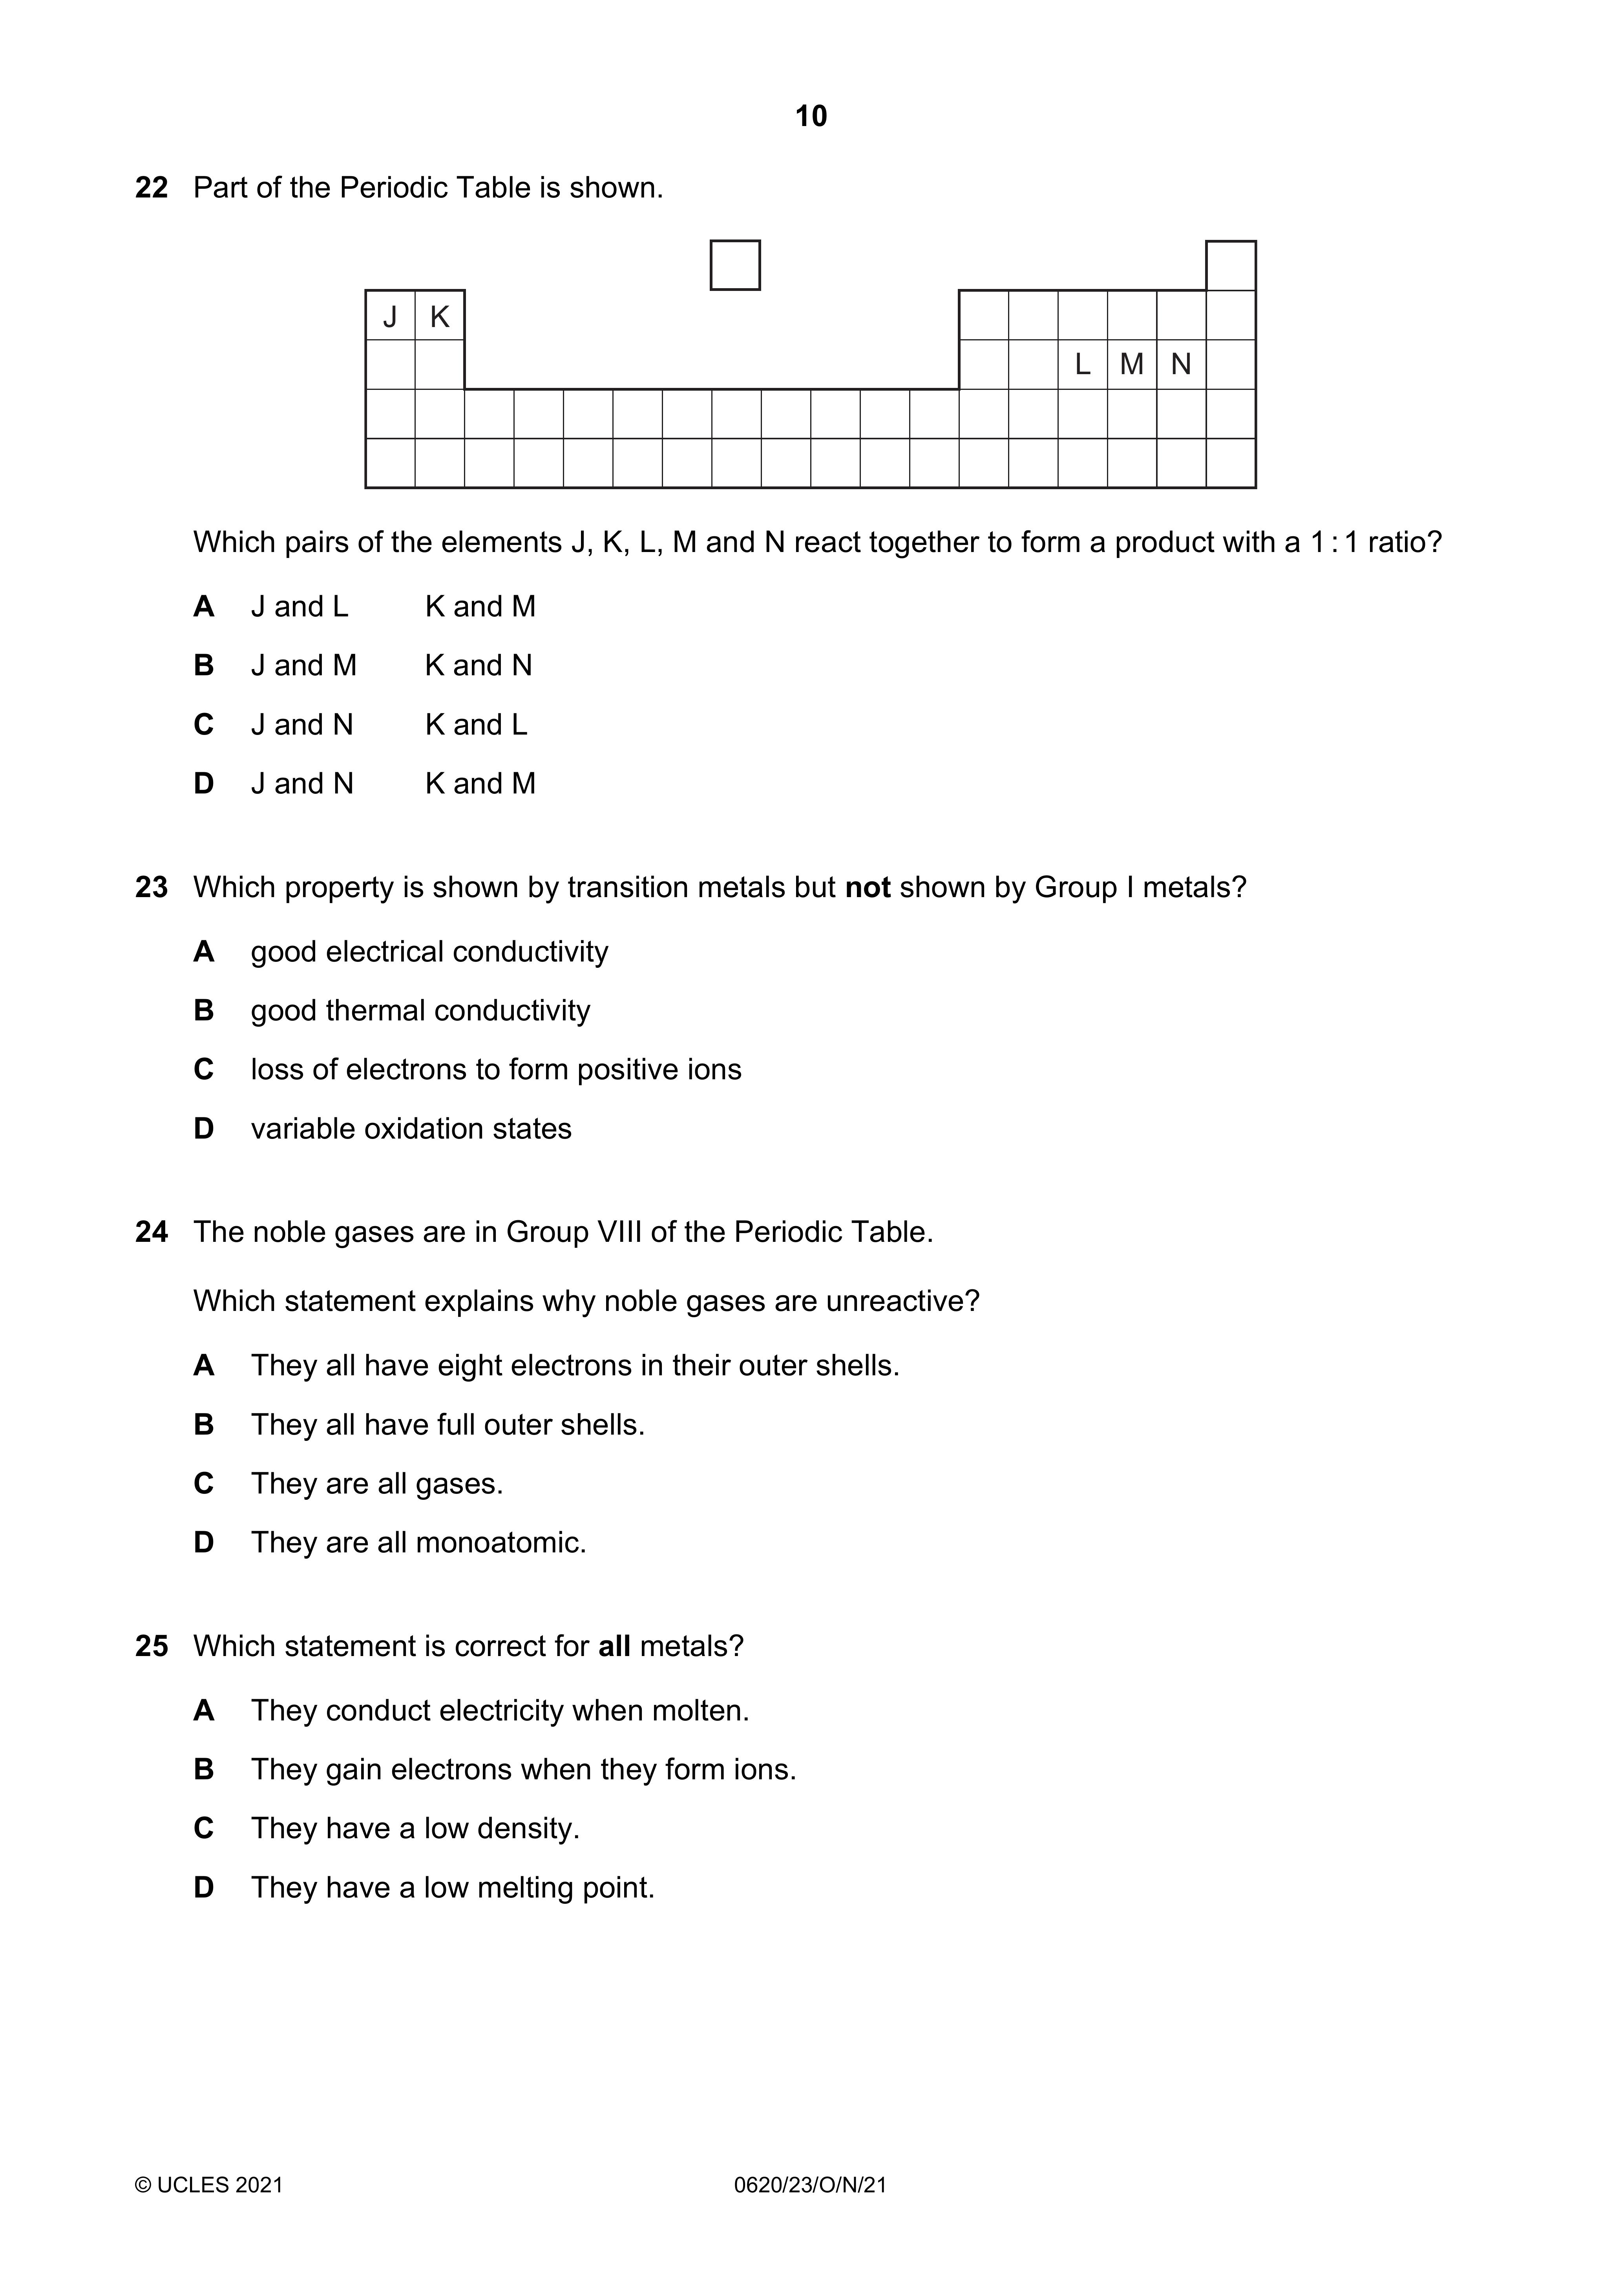 10
22 Part of the Periodic Table is shown.
J K
L M N
Which pairs of the elements J, K, L, M and N react together to form a product with a 1 : 1 ratio?
A J and L K and M
B J and M K and N
C J and N K and L
D J and N K and M
23 Which property is shown by transition metals but not shown by Group I metals?
A good electrical conductivity
B good thermal conductivity
C loss of electrons to form positive ions
D variable oxidation states
24 The noble gases are in Group VIII of the Periodic Table.
Which statement explains why noble gases are unreactive?
A They all have eight electrons in their outer shells.
B They all have full outer shells.
C They are all gases.
D They are all monoatomic.
25 Which statement is correct for all metals?
A They conduct electricity when molten.
B They gain electrons when they form ions.
C They have a low density.
D They have a low melting point.
© UCLES 2021 0620/23/O/N/21